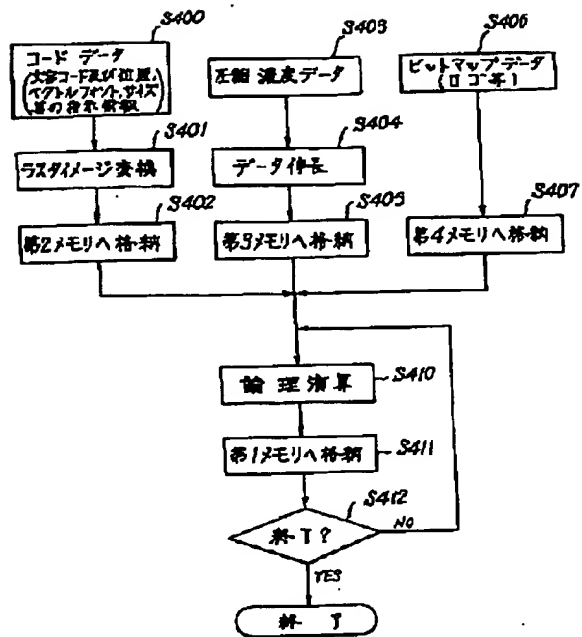 S400
コード データ
(文字コード及び位置、
ベクトルフォント、サイズ
等の指示情報)
S401
ラスタイメージ変換
S402
第2メモリへ格納
S403
圧縮 濃度データ
S404
データ伸長
S405
第3メモリへ格納
S406
ビットマップデータ
(ロゴ等)
S407
第4メモリへ格納
論理演算
S410
第1メモリへ格納
S411
S412
終了?
NO
YES
終 了